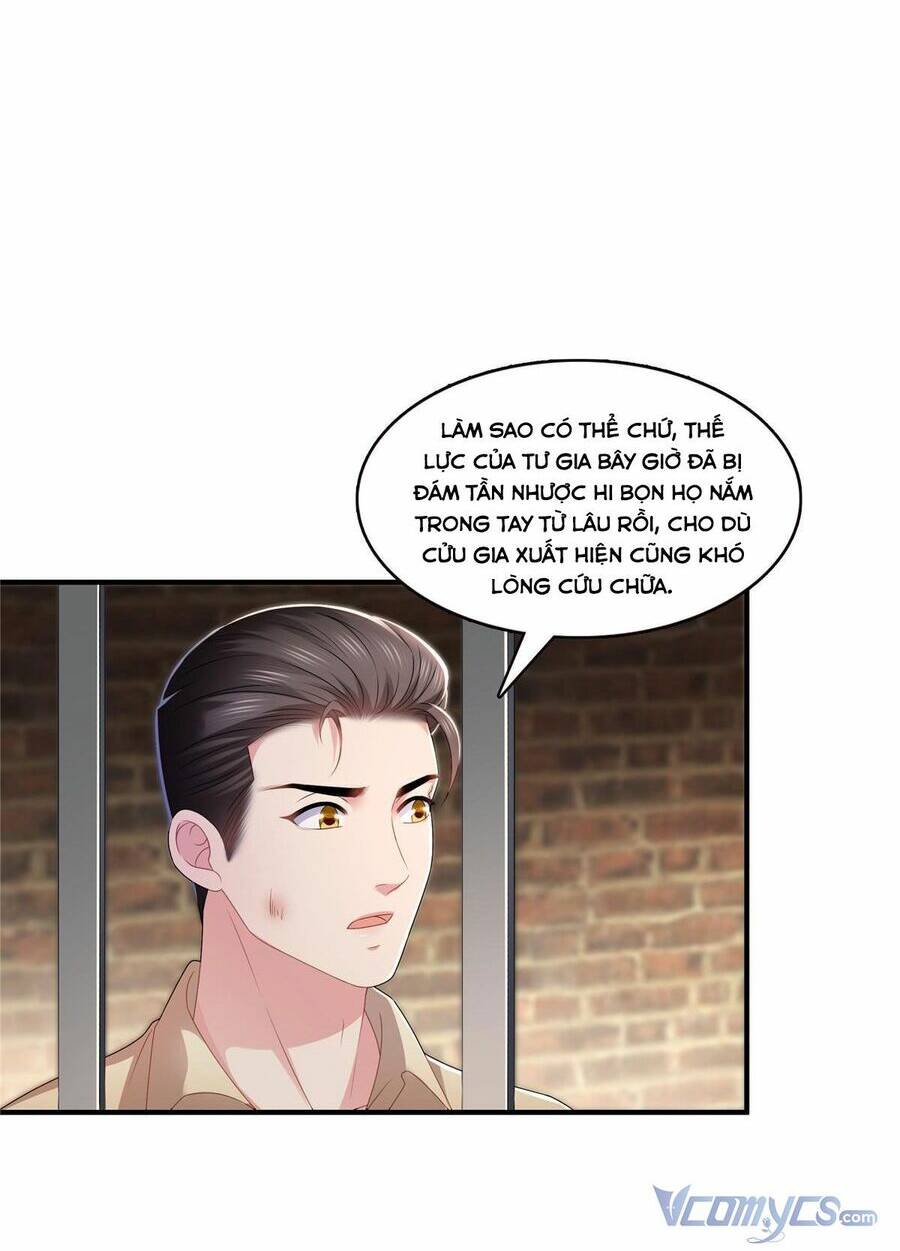 LÀM SAO CÓ THỂ CHỨ, THẾ
LỰC CỦA TƯ GIA BÂY GIỜ ĐÃ BỊ
ĐÁM TẦN NHƯỢC HI BỌN HỌ NẮM
TRONG TAY TỪ LÂU RỒI, CHO DÙ
CỬU GIA XUẤT HIỆN CŨNG KHÓ
LÒNG CỨU CHỮA.
VCOMYCS.com